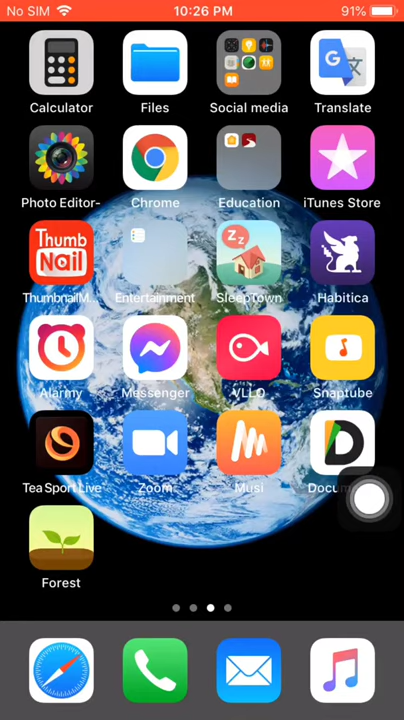 No SIM 10:26 PM 91%
Calculator Files Social media Translate
Photo Editor- Chrome Education iTunes Store
Thumb
Nail
ThumbnailM... Entertainment SleepTown Habitica
Alarmy Messenger VLLO Snaptube
Tea Sport Live Zoom Musi Docu
Forest